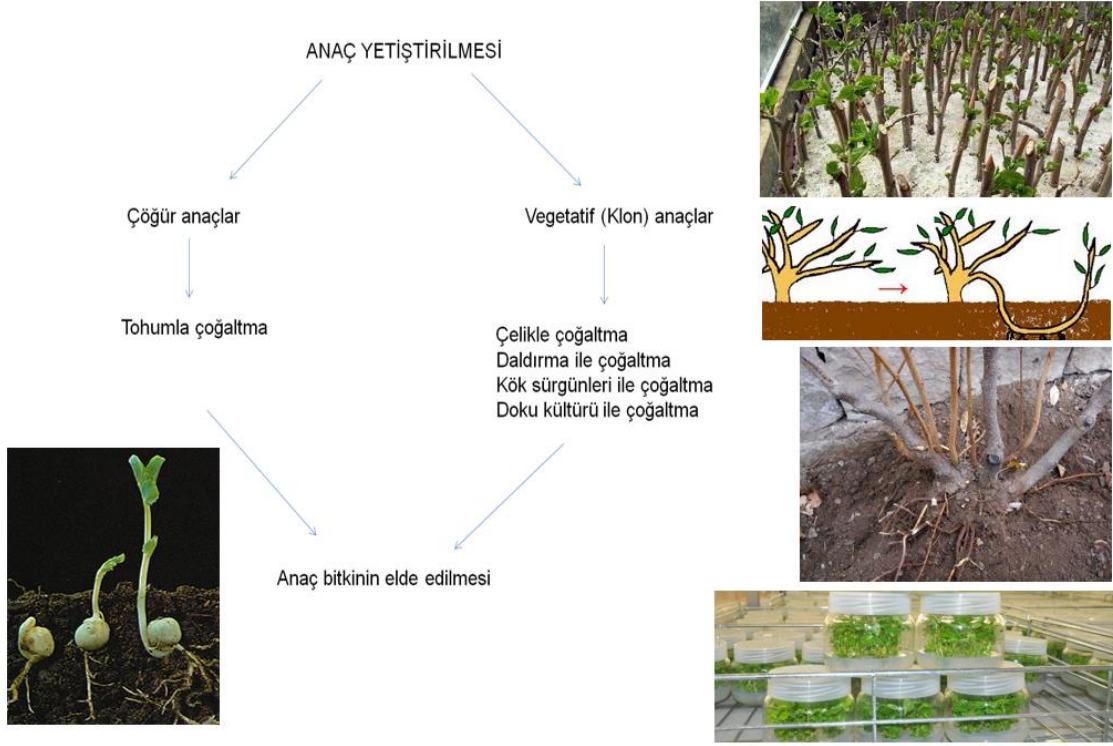 ANAÇ YETİŞTİRİLMESİ
Çöğür anaçlar
Vegetatif (Klon) anaçlar
Tohumla çoğaltma
Çelikle çoğaltma
Daldırma ile çoğaltma
Kök sürgünleri ile çoğaltma
Doku kültürü ile çoğaltma
Anaç bitkinin elde edilmesi